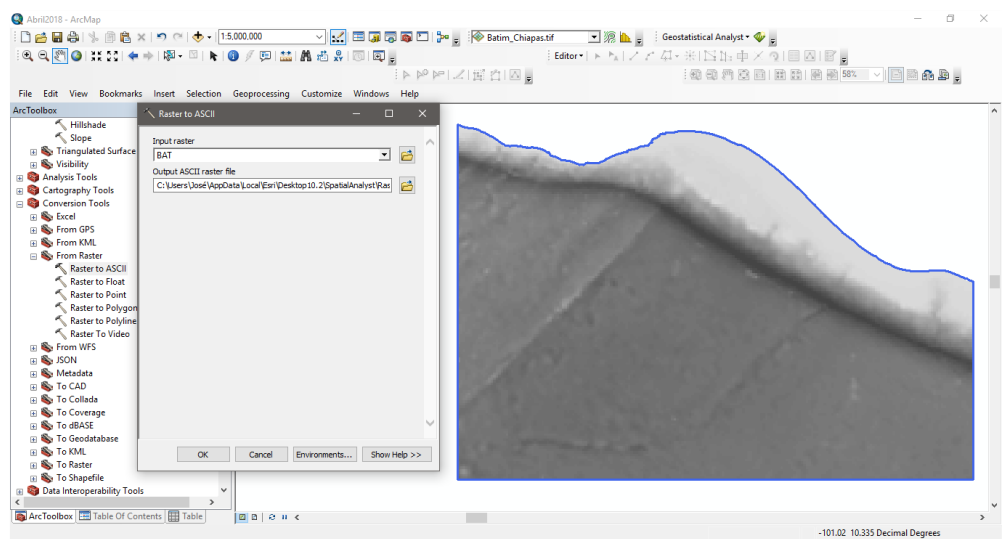 Abril2018 - ArcMap
1:5,000,000
Batim_Chiapas.tif
Geostatistical Analyst
Editor
58%
File Edit View Bookmarks Insert Selection Geoprocessing Customize Windows Help
ArcToolbox
Hillshade
Slope
Triangulated Surface
Visibility
Analysis Tools
Cartography Tools
Conversion Tools
Excel
From GPS
From KML
From Raster
Raster to ASCII
Raster to Float
Raster to Point
Raster to Polygon
Raster to Polyline
Raster To Video
From WFS
JSON
Metadata
To CAD
To Collada
To Coverage
To dBASE
To Geodatabase
To KML
To Raster
To Shapefile
Data Interoperability Tools
Raster to ASCII
Input raster
BAT
Output ASCII raster file
C:\Users\José\AppData\Local\Esri\Desktop10.2\SpatialAnalyst\Ras
OK Cancel Environments... Show Help >>
ArcToolbox Table Of Contents Table
-101.02 10.335 Decimal Degrees